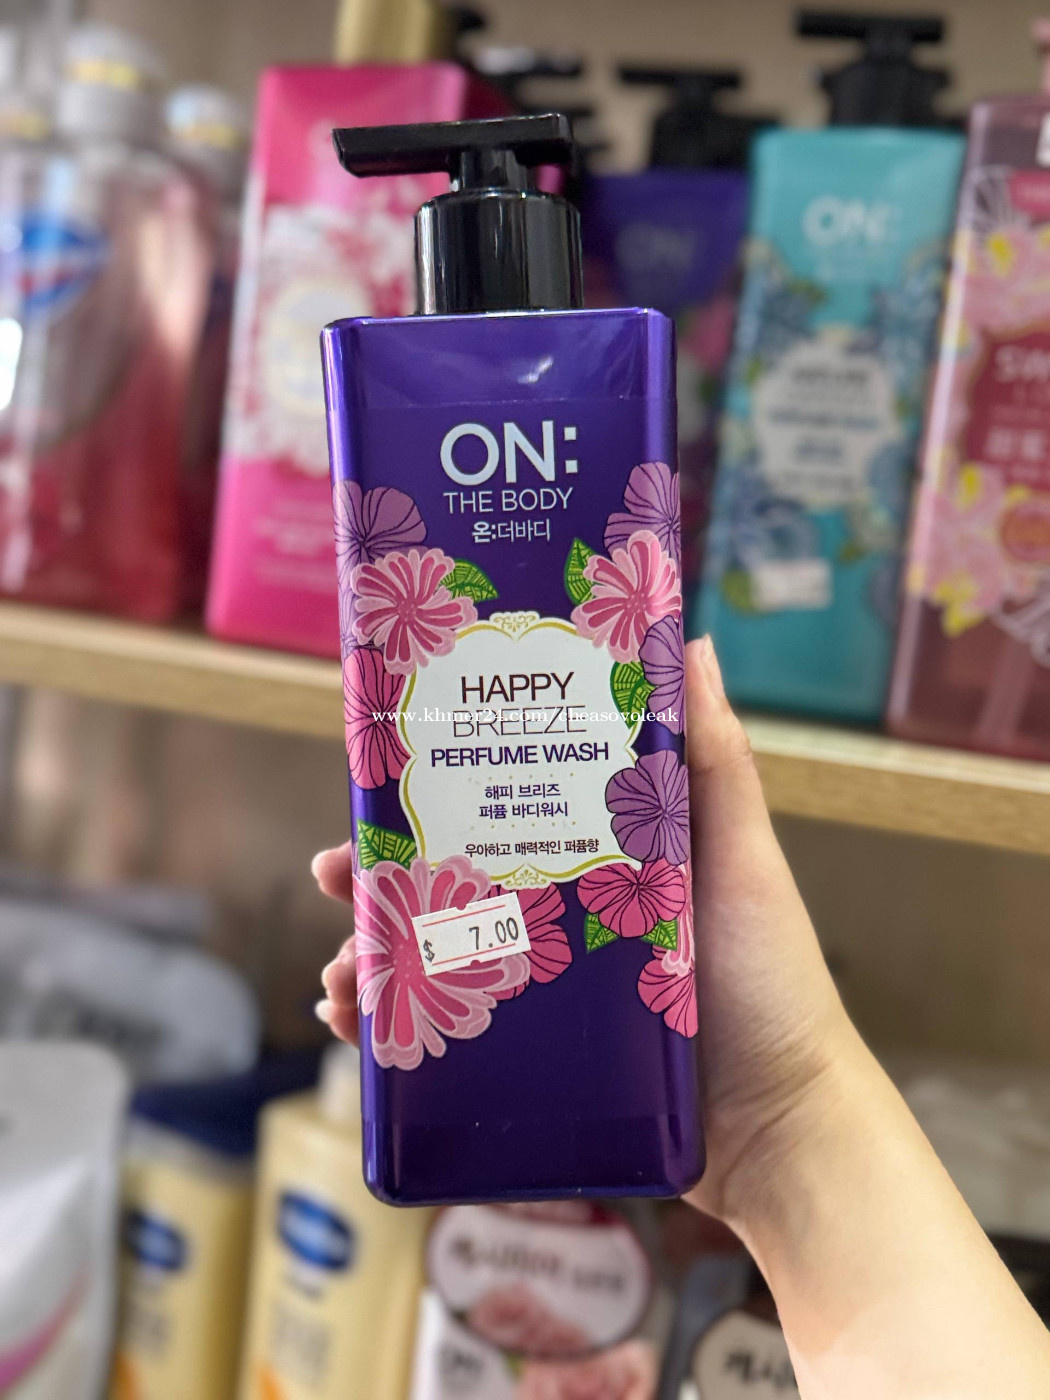 ON:
THE BODY
온:더바디
HAPPY
www.khmer24.com/cheasovoleak
BREEZE
PERFUME WASH
해피 브리즈
퍼퓸 바디워시
우아하고 매력적인 퍼퓸향
$ 7.00
ON:
ON: